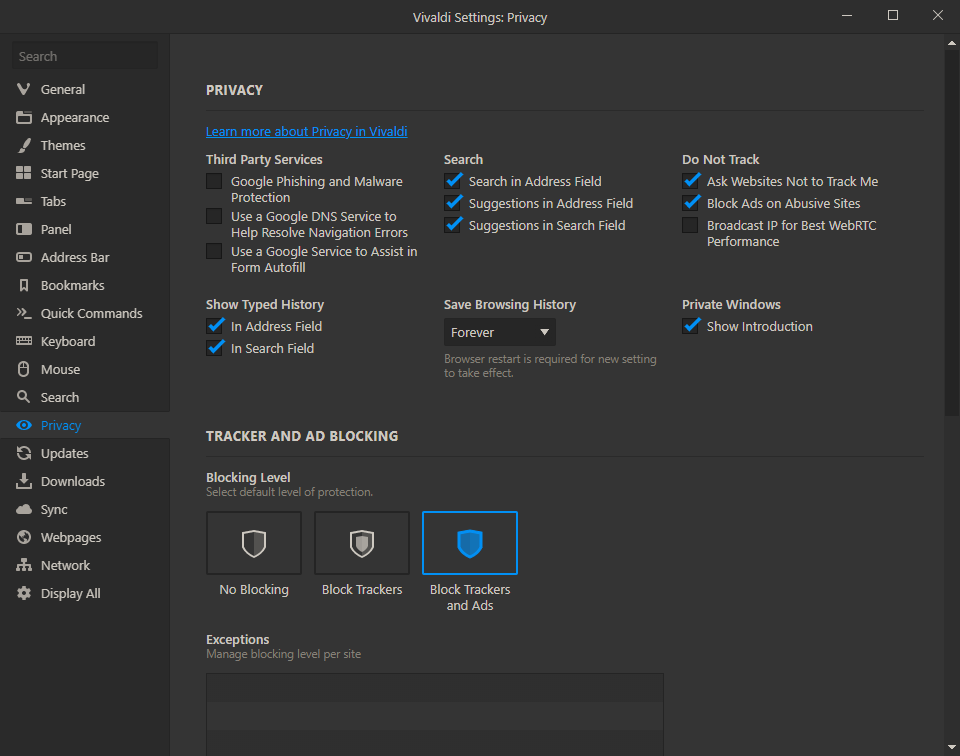 Vivaldi Settings: Privacy
Search
General
Appearance
Themes
Start Page
Tabs
Panel
Address Bar
Bookmarks
Quick Commands
Keyboard
Mouse
Search
Privacy
Updates
Downloads
Sync
Webpages
Network
Display All
PRIVACY
Learn more about Privacy in Vivaldi
Third Party Services
Google Phishing and Malware
Protection
Use a Google DNS Service to
Help Resolve Navigation Errors
Use a Google Service to Assist in
Form Autofill
Search
Search in Address Field
Suggestions in Address Field
Suggestions in Search Field
Do Not Track
Ask Websites Not to Track Me
Block Ads on Abusive Sites
Broadcast IP for Best WebRTC
Performance
Show Typed History
In Address Field
In Search Field
Save Browsing History
Forever
Browser restart is required for new setting
to take effect.
Private Windows
Show Introduction
TRACKER AND AD BLOCKING
Blocking Level
Select default level of protection.
No Blocking
Block Trackers
Block Trackers
and Ads
Exceptions
Manage blocking level per site